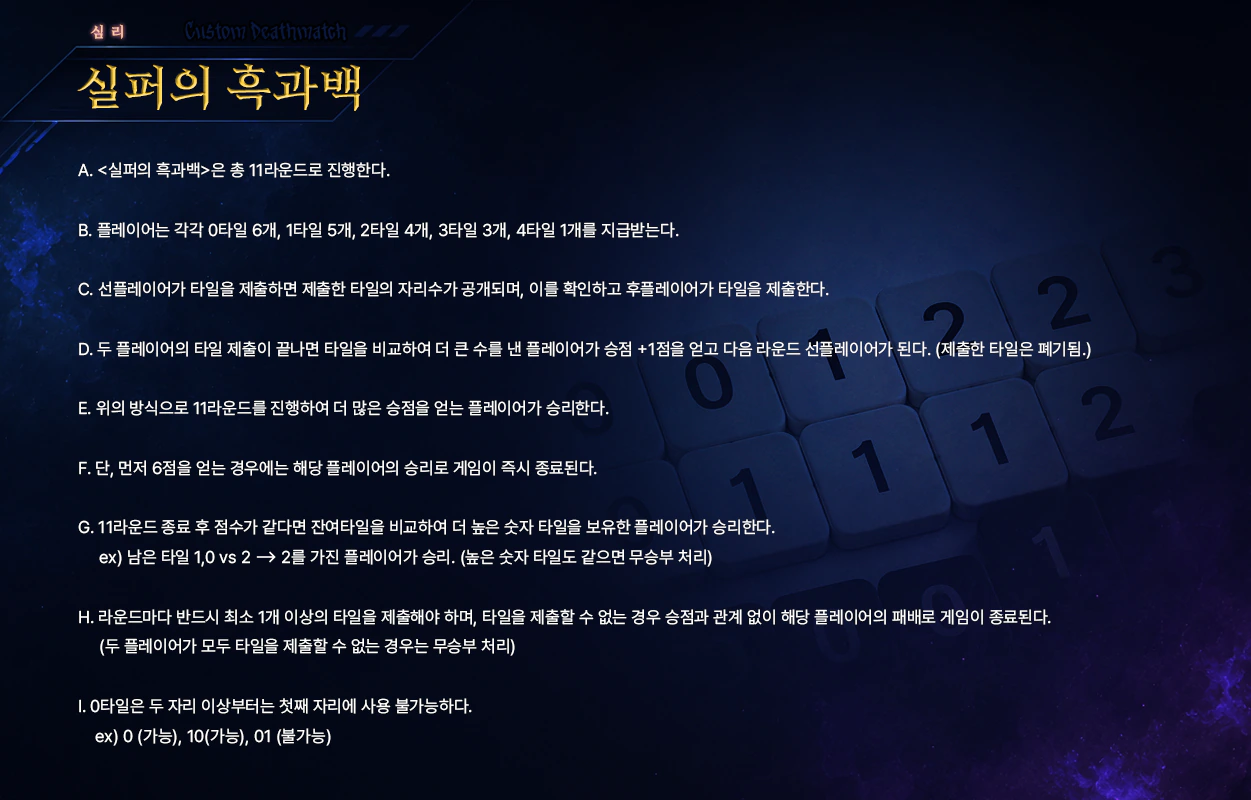 심 리
Custom Deathmatch
실퍼의 흑과백
A. <실퍼의 흑과백>은 총 11라운드로 진행한다.
B. 플레이어는 각각 0타일 6개, 1타일 5개, 2타일 4개, 3타일 3개, 4타일 1개를 지급받는다.
C. 선플레이어가 타일을 제출하면 제출한 타일의 자리수가 공개되며, 이를 확인하고 후플레이어가 타일을 제출한다.
D. 두 플레이어의 타일 제출이 끝나면 타일을 비교하여 더 큰 수를 낸 플레이어가 승점 +1점을 얻고 다음 라운드 선플레이어가 된다. (제출한 타일은 폐기됨.)
E. 위의 방식으로 11라운드를 진행하여 더 많은 승점을 얻는 플레이어가 승리한다.
F. 단, 먼저 6점을 얻는 경우에는 해당 플레이어의 승리로 게임이 즉시 종료된다.
G. 11라운드 종료 후 점수가 같다면 잔여타일을 비교하여 더 높은 숫자 타일을 보유한 플레이어가 승리한다.
ex) 남은 타일 1,0 vs 2 → 2를 가진 플레이어가 승리. (높은 숫자 타일도 같으면 무승부 처리)
H. 라운드마다 반드시 최소 1개 이상의 타일을 제출해야 하며, 타일을 제출할 수 없는 경우 승점과 관계 없이 해당 플레이어의 패배로 게임이 종료된다.
(두 플레이어가 모두 타일을 제출할 수 없는 경우는 무승부 처리)
I. 0타일은 두 자리 이상부터는 첫째 자리에 사용 불가능하다.
ex) 0 (가능), 10(가능), 01 (불가능)
0 0 1 2 2 3
0 1 1 1 2
0 0 1